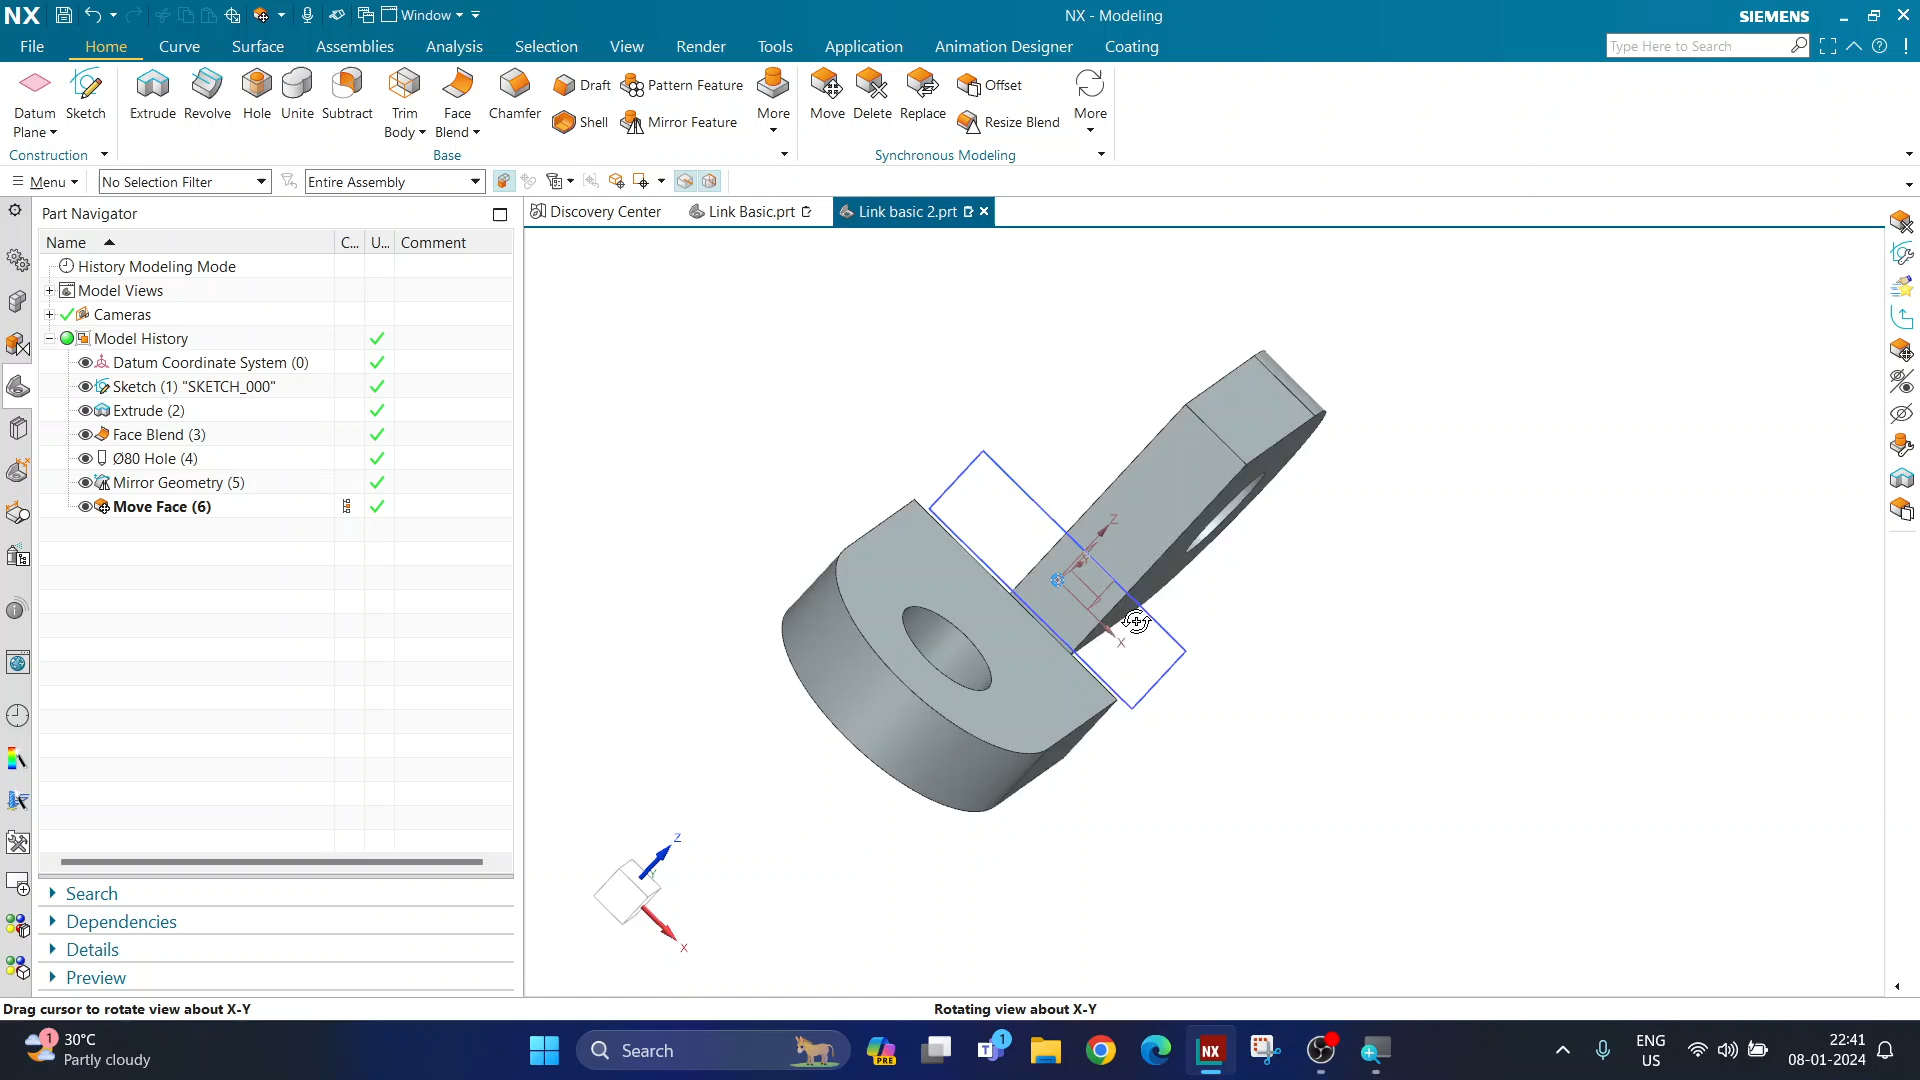 NX Window NX - Modeling SIEMENS
File Home Curve Surface Assemblies Analysis Selection View Render Tools Application Animation Designer Coating Type Here to Search
Datum Plane Sketch Extrude Revolve Hole Unite Subtract Trim Body Face Blend Chamfer Draft Shell Pattern Feature Mirror Feature More Move Delete Replace Offset Resize Blend More
Construction Base Synchronous Modeling
Menu No Selection Filter Entire Assembly
Part Navigator Discovery Center Link Basic.prt Link basic 2.prt
Name C... U... Comment
History Modeling Mode
Model Views
Cameras
Model History
Datum Coordinate System (0)
Sketch (1) "SKETCH_000"
Extrude (2)
Face Blend (3)
Ø80 Hole (4)
Mirror Geometry (5)
Move Face (6)
Z
Y
X
Z
Y
X
Search
Dependencies
Details
Preview
Drag cursor to rotate view about X-Y Rotating view about X-Y
1 30°C
Partly cloudy
Search PRE T 1 NX
ENG
US
22:41
08-01-2024